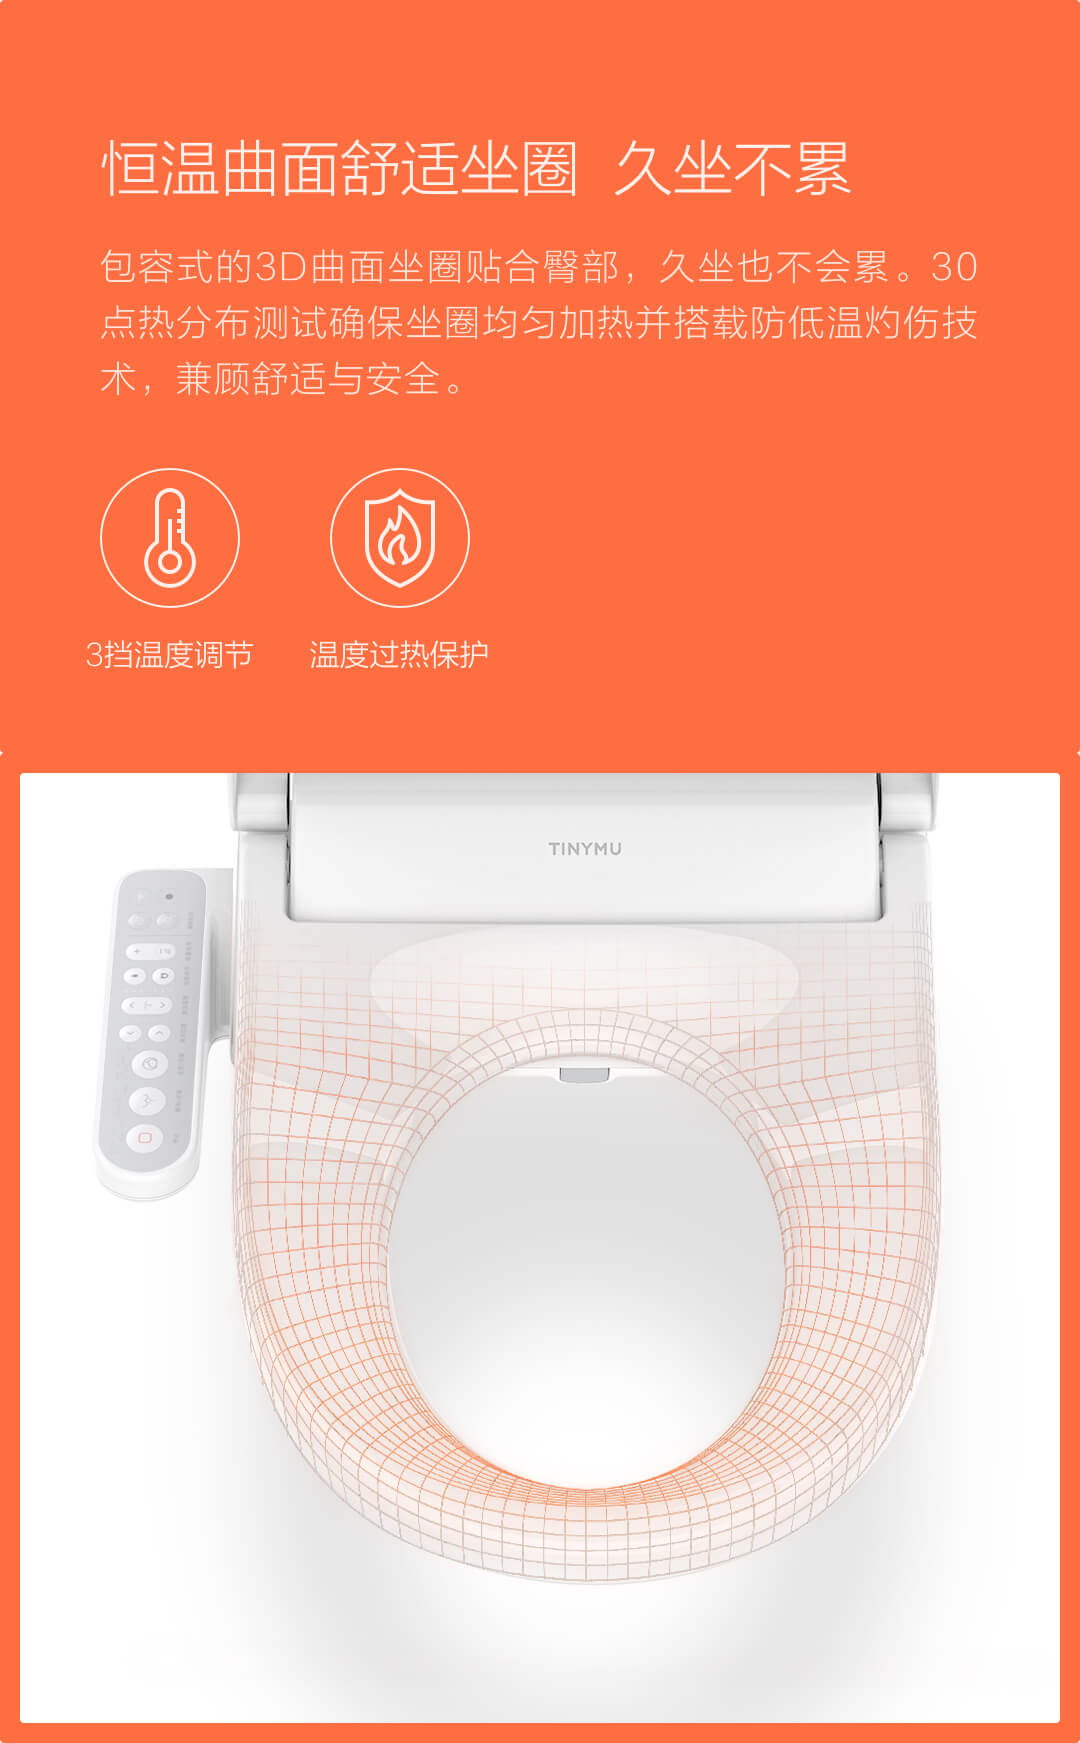 恒温曲面舒适坐圈 久坐不累
包容式的3D曲面坐圈贴合臀部，久坐也不会累。30
点热分布测试确保坐圈均匀加热并搭载防低温灼伤技
术，兼顾舒适与安全。
3挡温度调节 温度过热保护
TINYMU